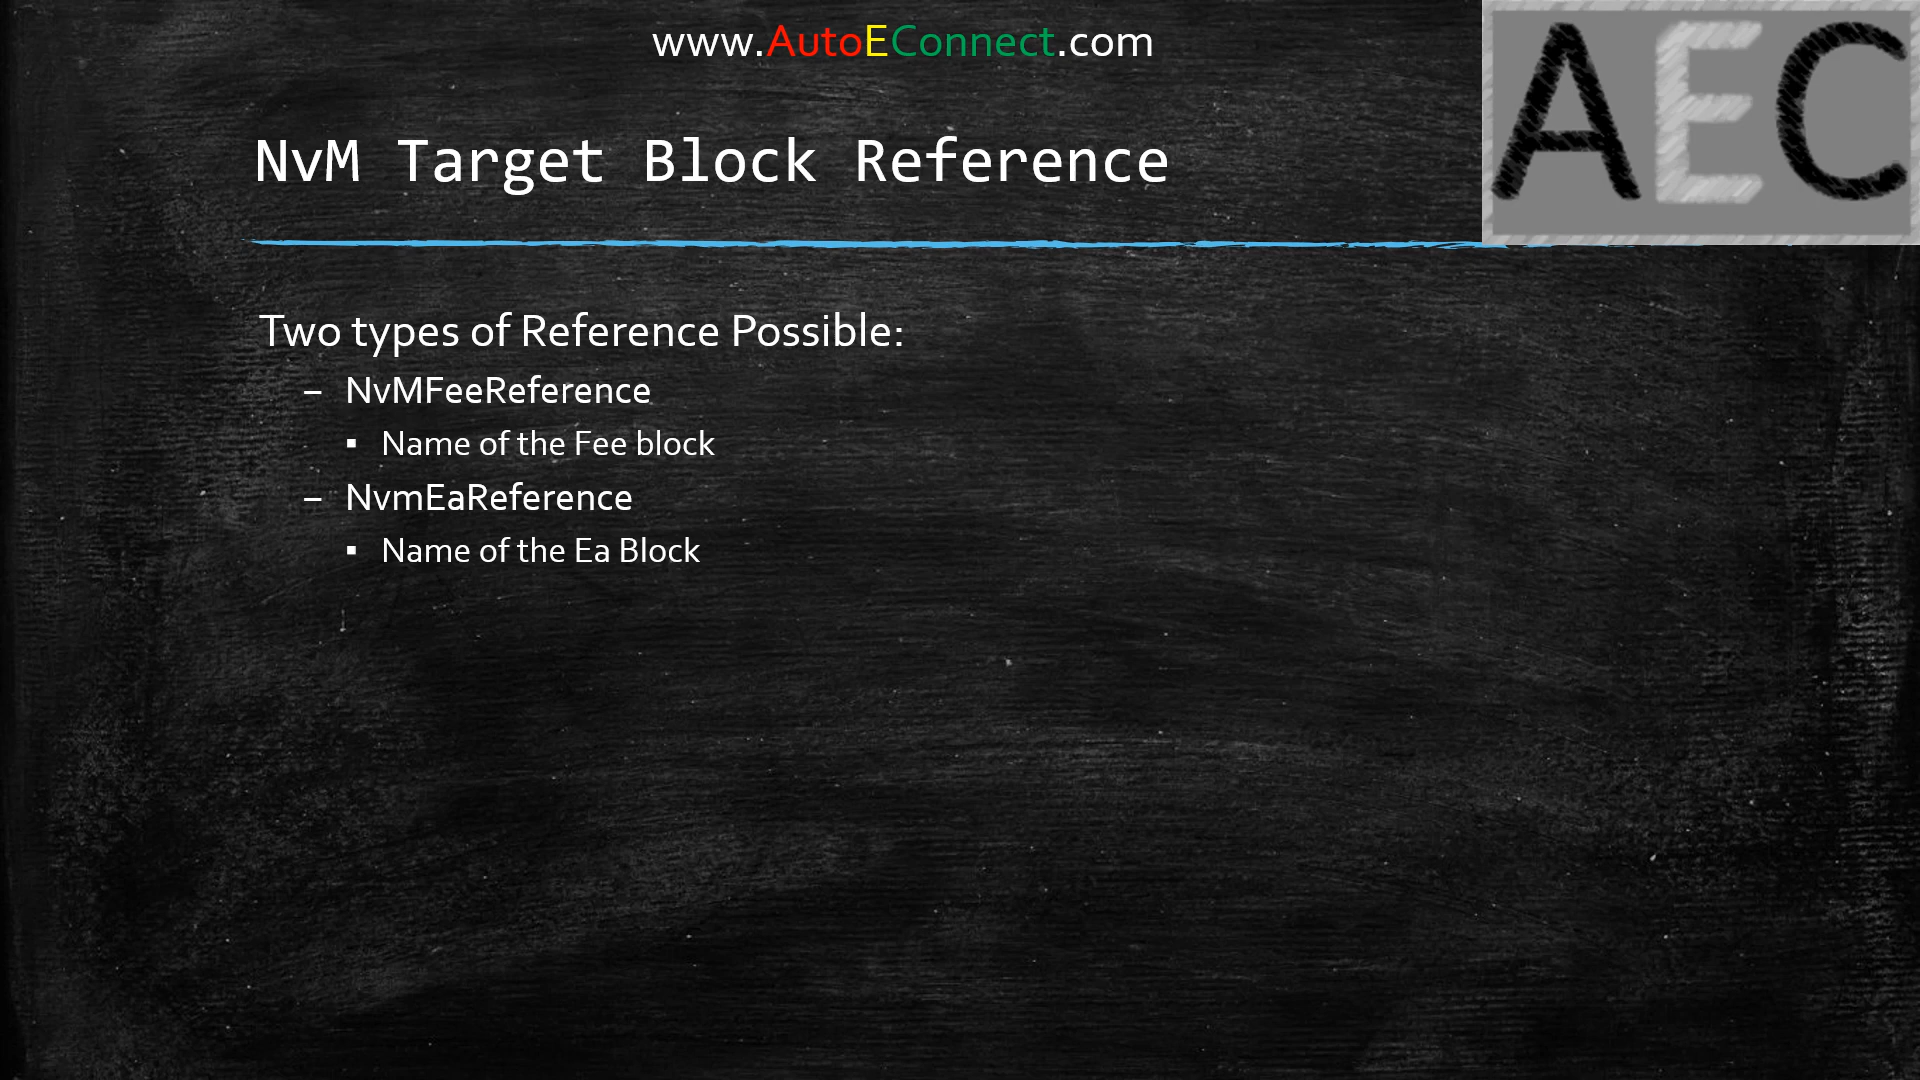 www.AutoEConnect.com
AEC
NvM Target Block Reference
Two types of Reference Possible:
– NvMFeeReference
▪ Name of the Fee block
– NvmEaReference
▪ Name of the Ea Block